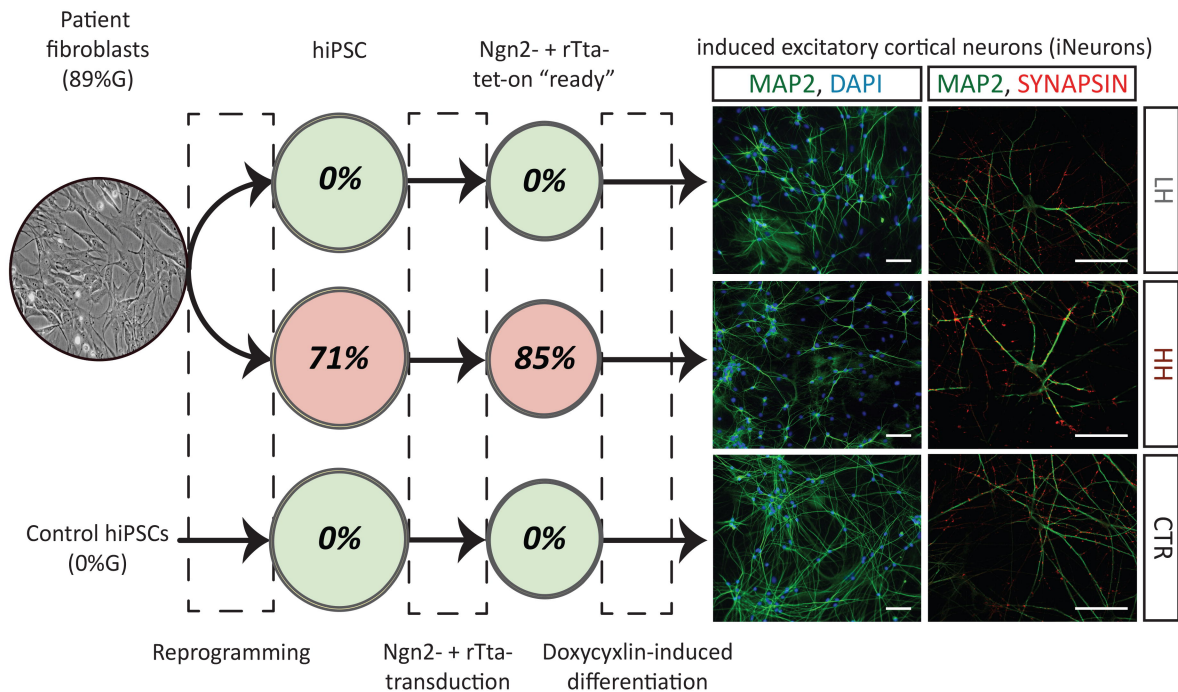 Patient
fibroblasts
(89%G)
hiPSC
Ngn2- + rTta-
tet-on “ready”
induced excitatory cortical neurons (iNeurons)
MAP2, DAPI
MAP2, SYNAPSIN
0%
0%
LH
71%
85%
HH
Control hiPSCs
(0%G)
0%
0%
CTR
Reprogramming
Ngn2- + rTta-
transduction
Doxycyxlin-induced
differentiation